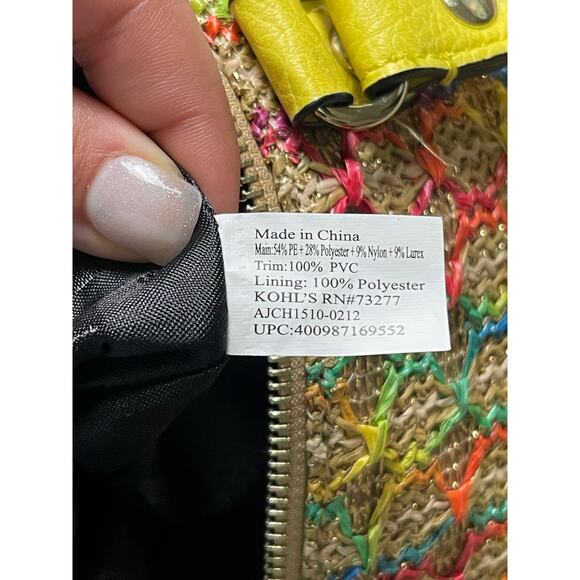 Made in China
Main:54% PE + 28% Polyester + 9% Nylon + 9% Lurex
Trim:100% PVC
Lining: 100% Polyester
KOHL'S RN#73277
AJCH1510-0212
UPC:400987169552